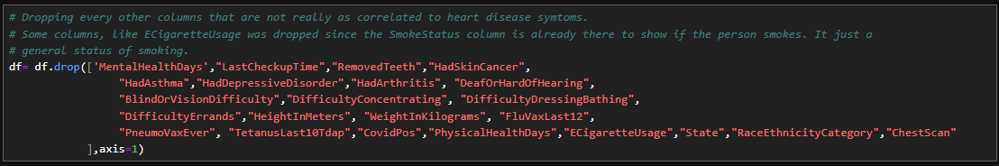 # Dropping every other columns that are not really as correlated to heart disease symtoms.
# Some columns, like ECigaretteUsage was dropped since the SmokeStatus column is already there to show if the person smokes. It just a
# general status of smoking.
df= df.drop(['MentalHealthDays',"LastCheckupTime","RemovedTeeth","HadSkinCancer",
"HadAsthma","HadDepressiveDisorder","HadArthritis", "DeafOrHardOfHearing",
"BlindOrVisionDifficulty","DifficultyConcentrating", "DifficultyDressingBathing",
"DifficultyErrands","HeightInMeters", "WeightInKilograms", "FluVaxLast12",
"PneumoVaxEver", "TetanusLast10Tdap","CovidPos","PhysicalHealthDays","ECigaretteUsage","State","RaceEthnicityCategory","ChestScan"
],axis=1)